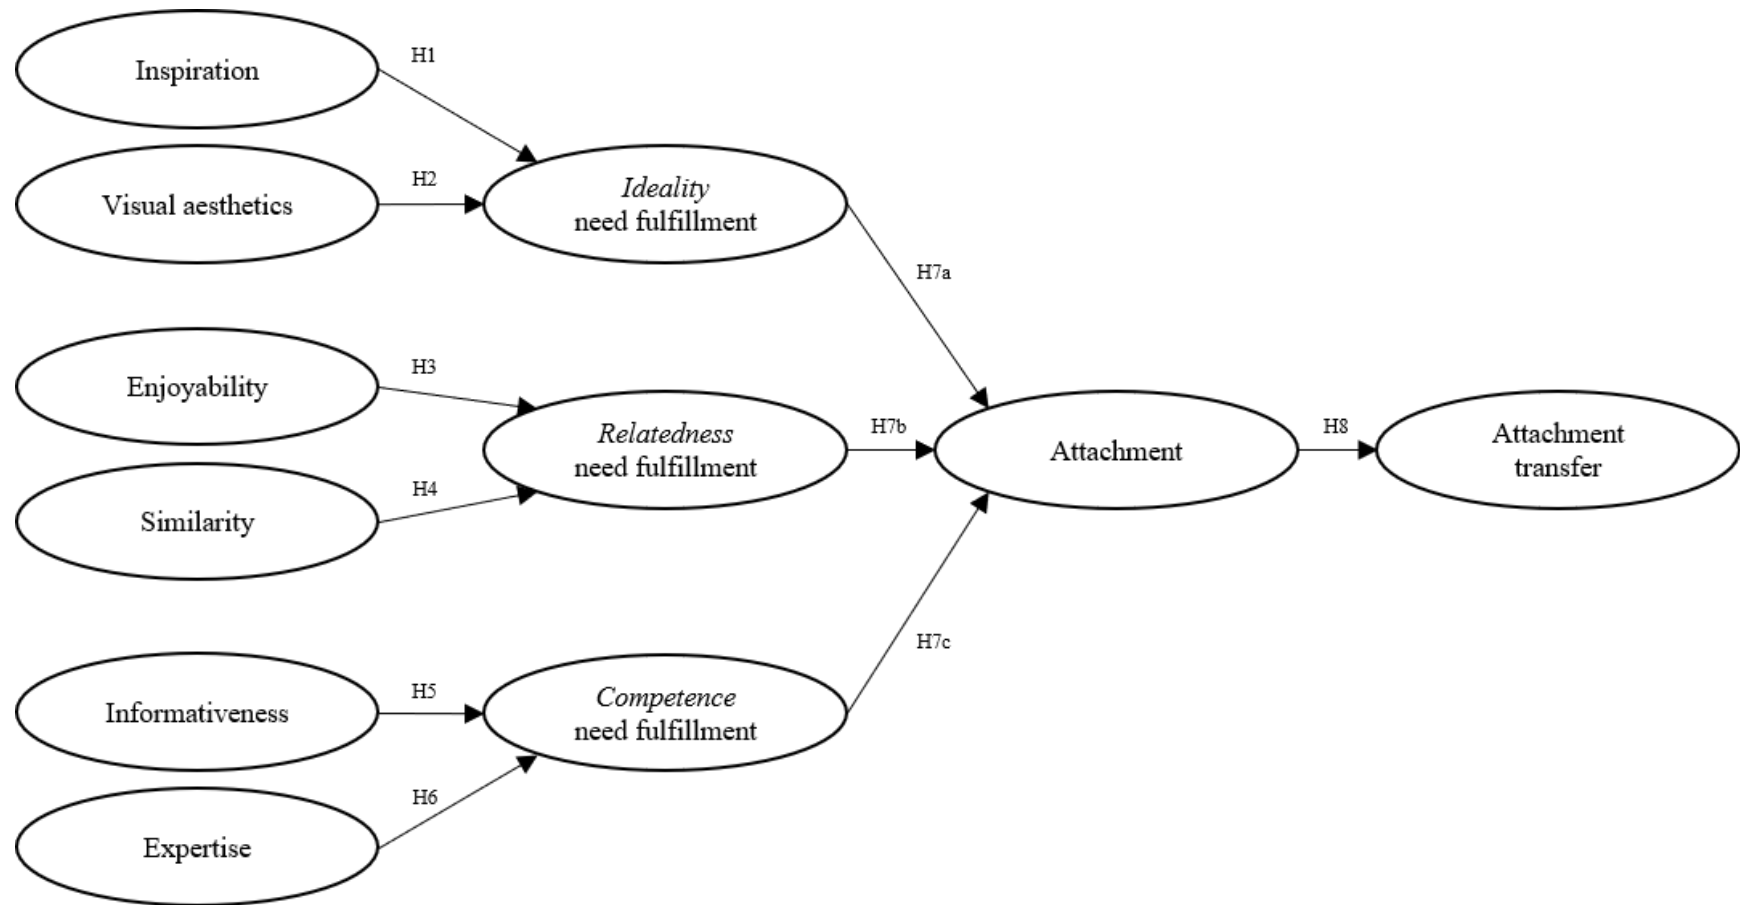 Inspiration
H1
Visual aesthetics
H2
Ideality
need fulfillment
H7a
Enjoyability
H3
Similarity
H4
Relatedness
need fulfillment
H7b
Attachment
H8
Attachment
transfer
Informativeness
H5
Expertise
H6
Competence
need fulfillment
H7c